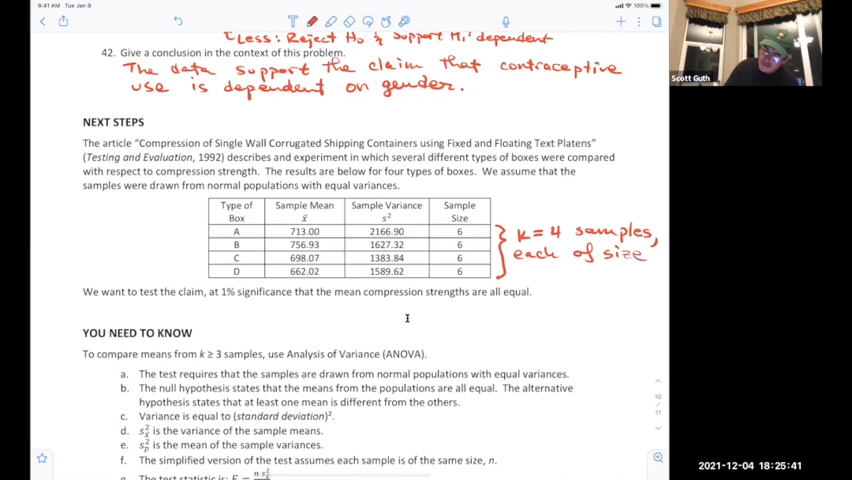 9:41 AM Tue Jan 9
100%
T
Less: Reject H₀ & Support H₁: dependent
42. Give a conclusion in the context of this problem.
The data support the claim that contraceptive
use is dependent on gender.
NEXT STEPS
The article "Compression of Single Wall Corrugated Shipping Containers using Fixed and Floating Text Platens"
(Testing and Evaluation, 1992) describes and experiment in which several different types of boxes were compared
with respect to compression strength. The results are below for four types of boxes. We assume that the
samples were drawn from normal populations with equal variances.
Type of Box Sample Mean x̄ Sample Variance s² Sample Size
A 713.00 2166.90 6
B 756.93 1627.32 6
C 698.07 1383.84 6
D 662.02 1589.62 6
k = 4 samples,
each of size
We want to test the claim, at 1% significance that the mean compression strengths are all equal.
YOU NEED TO KNOW
To compare means from k ≥ 3 samples, use Analysis of Variance (ANOVA).
a. The test requires that the samples are drawn from normal populations with equal variances.
b. The null hypothesis states that the means from the populations are all equal. The alternative
hypothesis states that at least one mean is different from the others.
c. Variance is equal to (standard deviation)².
d. s²x̄ is the variance of the sample means.
e. s²p is the mean of the sample variances.
f. The simplified version of the test assumes each sample is of the same size, n.
g. The test statistic is: F = n·s²x̄
10
11
Scott Guth
2021-12-04 18:25:41